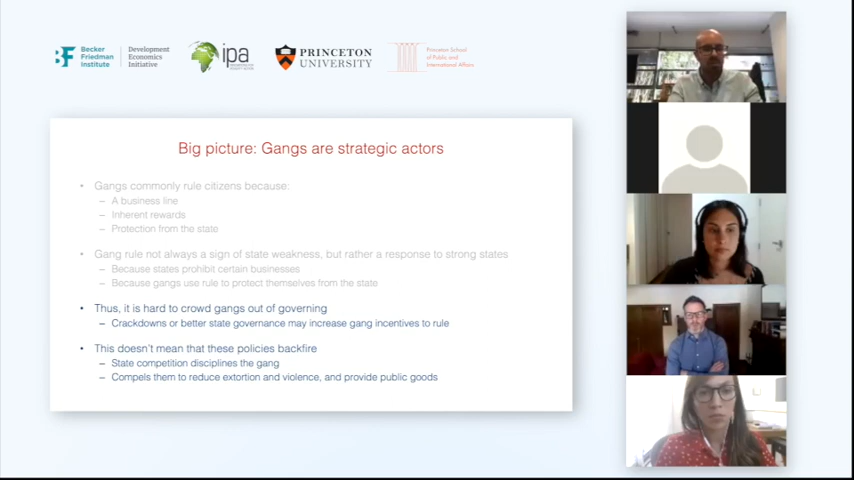 Becker
Friedman
Institute
Development
Economics
Initiative
ipa
PRINCETON
UNIVERSITY
Princeton School
of Public and
International Affairs
Big picture: Gangs are strategic actors
• Gangs commonly rule citizens because:
– A business line
– Inherent rewards
– Protection from the state
• Gang rule not always a sign of state weakness, but rather a response to strong states
– Because states prohibit certain businesses
– Because gangs use rule to protect themselves from the state
• Thus, it is hard to crowd gangs out of governing
– Crackdowns or better state governance may increase gang incentives to rule
• This doesn't mean that these policies backfire
– State competition disciplines the gang
– Compels them to reduce extortion and violence, and provide public goods